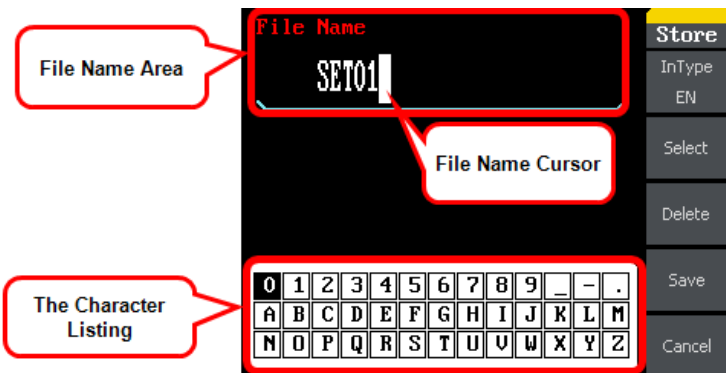 File Name
SET01
File Name Area
File Name Cursor
The Character
Listing
0 1 2 3 4 5 6 7 8 9 _ - .
A B C D E F G H I J K L M
N O P Q R S T U V W X Y Z
Store
InType
EN
Select
Delete
Save
Cancel